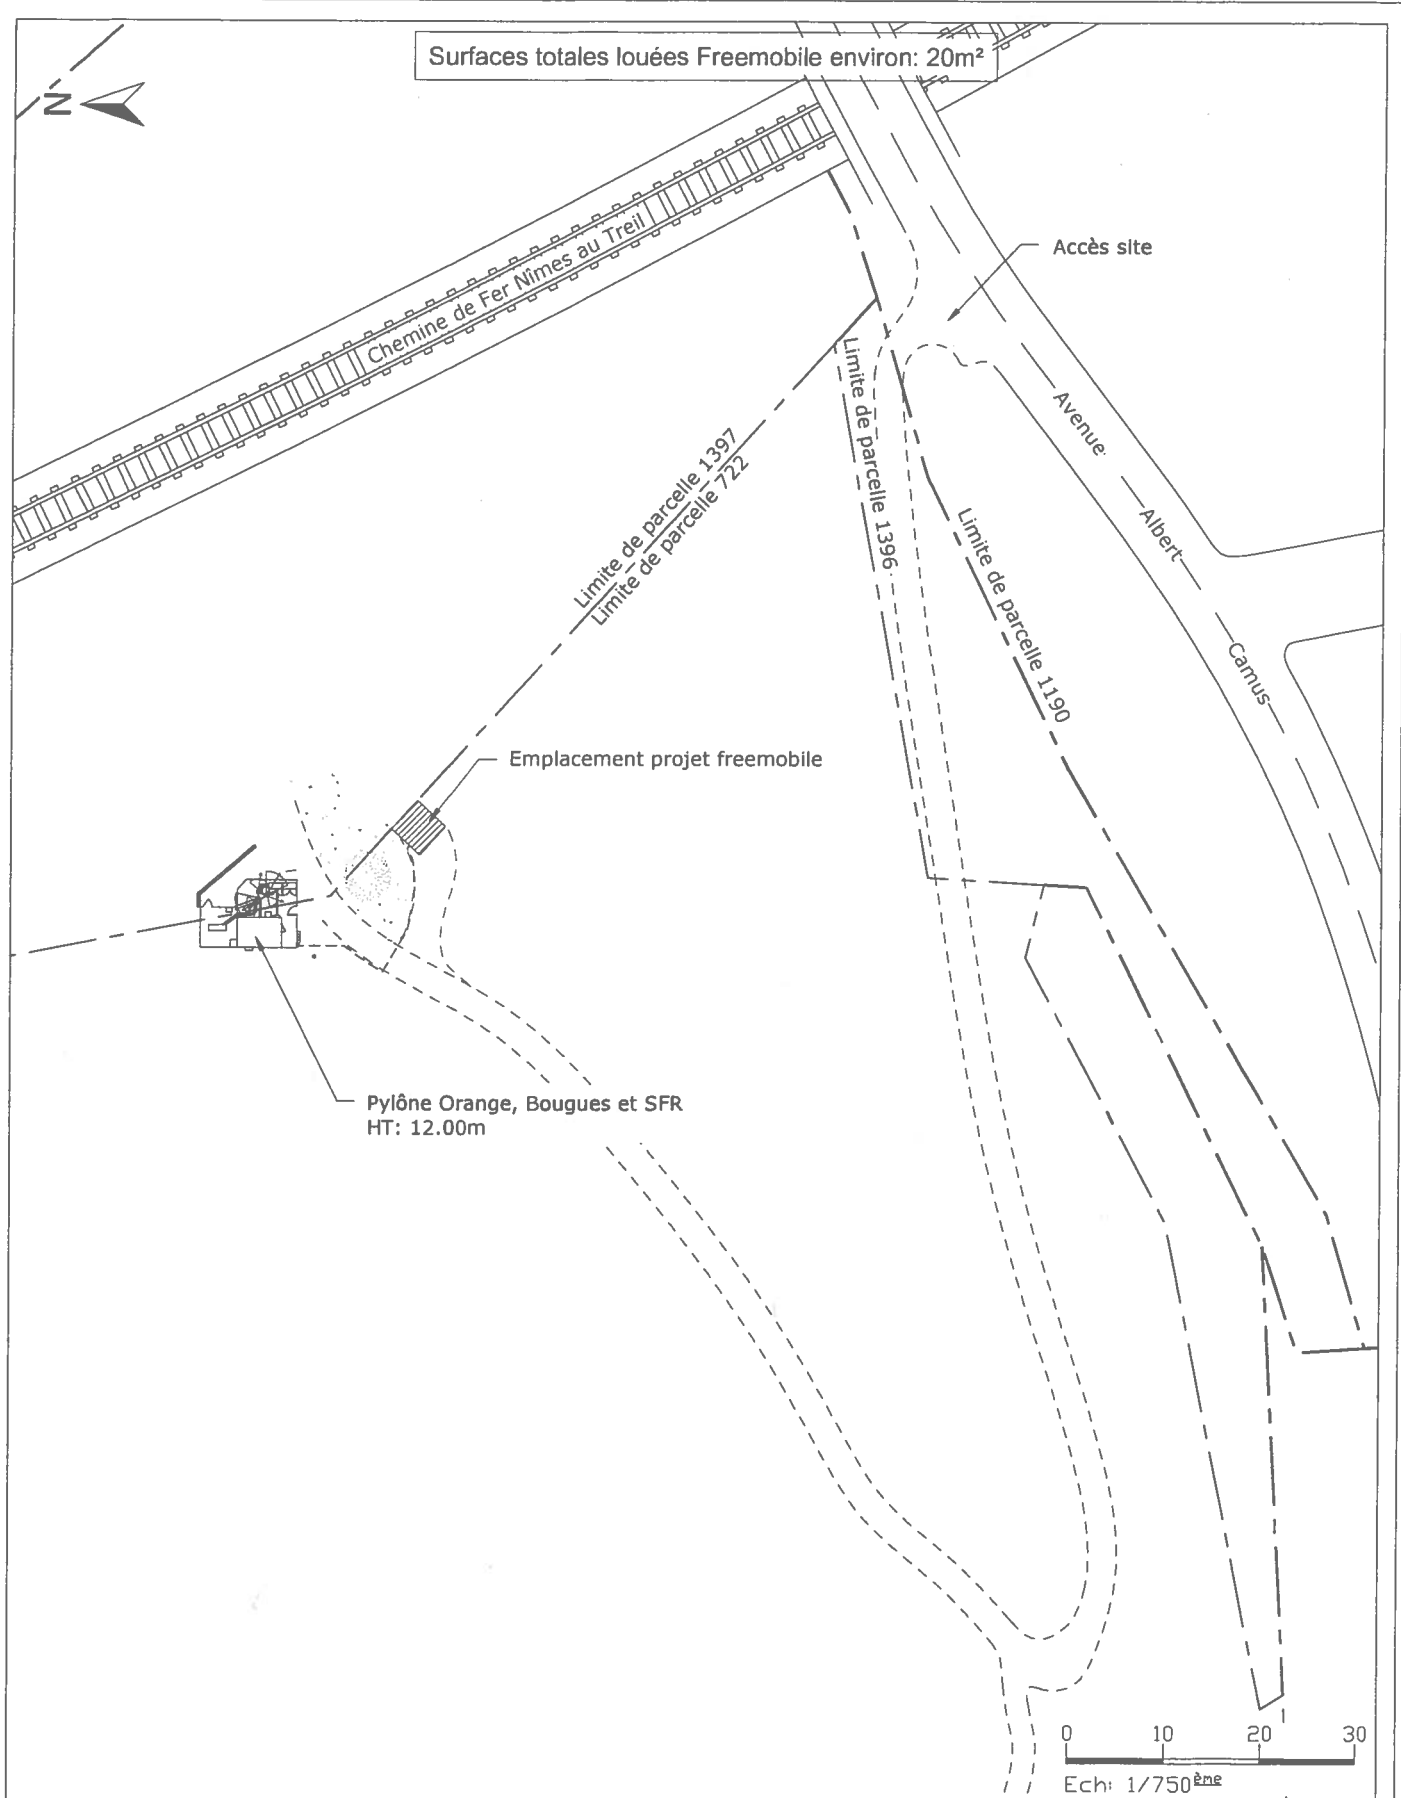 Surfaces totales louées Freemobile environ: 20m²
N
Accès site
Chemine de Fer Nîmes au Treil
Avenue Albert Camus
Limite de parcelle 1397
Limite de parcelle 722
Limite de parcelle 1396
Limite de parcelle 1190
Emplacement projet freemobile
Pylône Orange, Bougues et SFR
HT: 12.00m
0 10 20 30
Ech: 1/750ème